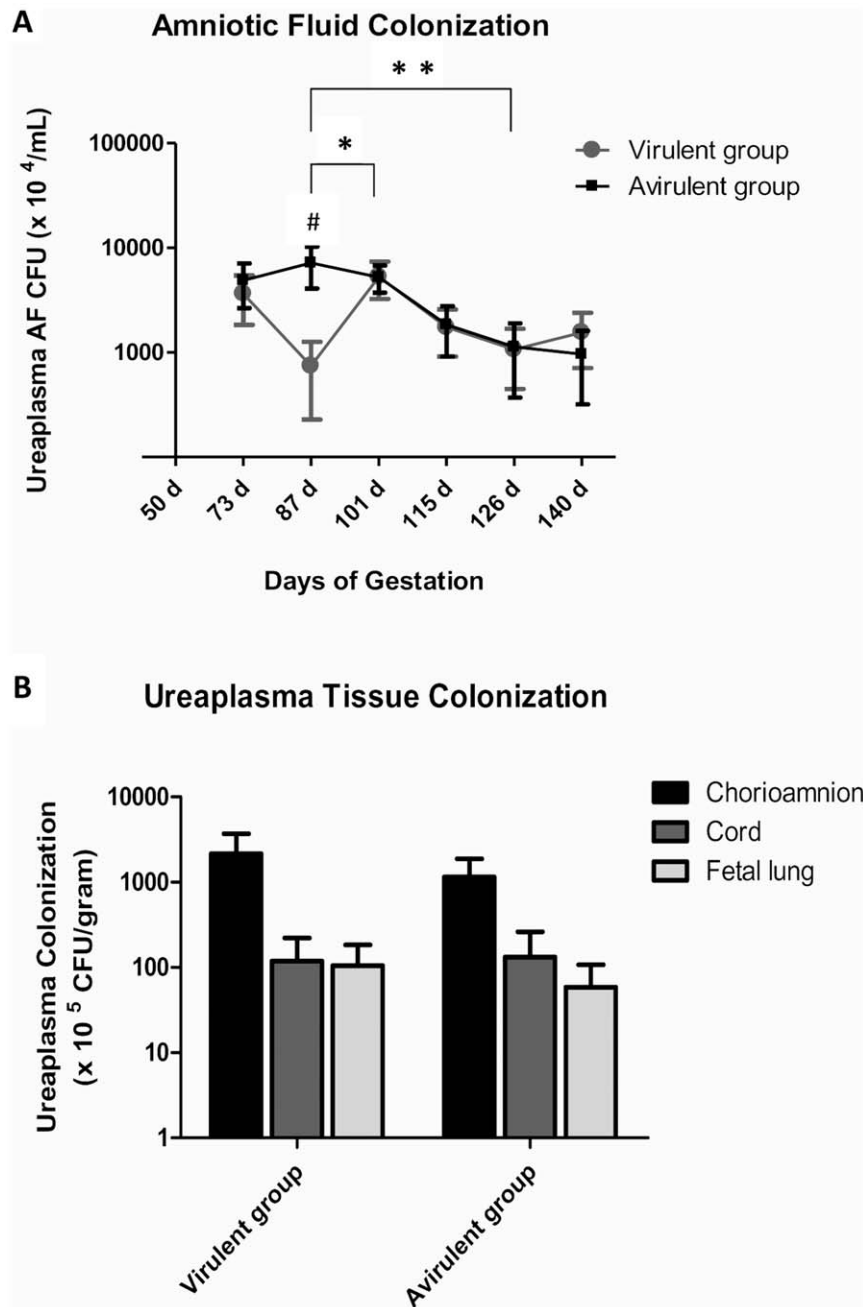 A
Amniotic Fluid Colonization
* *
*
#
Ureaplasma AF CFU (x 10 4/mL)
100000
10000
1000
Virulent group
Avirulent group
50 d
73 d
87 d
101 d
115 d
126 d
140 d
Days of Gestation
B
Ureaplasma Tissue Colonization
Ureaplasma Colonization
(x 10 5 CFU/gram)
10000
1000
100
10
1
Chorioamnion
Cord
Fetal lung
Virulent group
Avirulent group